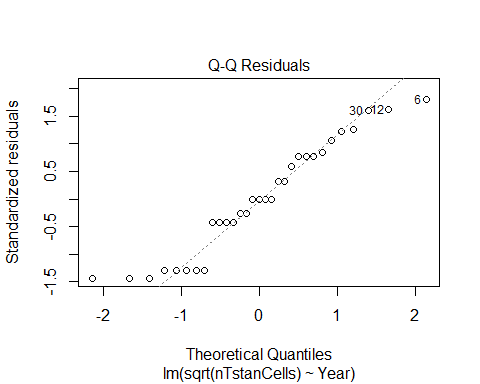 Q-Q Residuals
Standardized residuals
1.5
0.5
-0.5
-1.5
30
12
6
-2 -1 0 1 2
Theoretical Quantiles
lm(sqrt(nTstanCells) ~ Year)